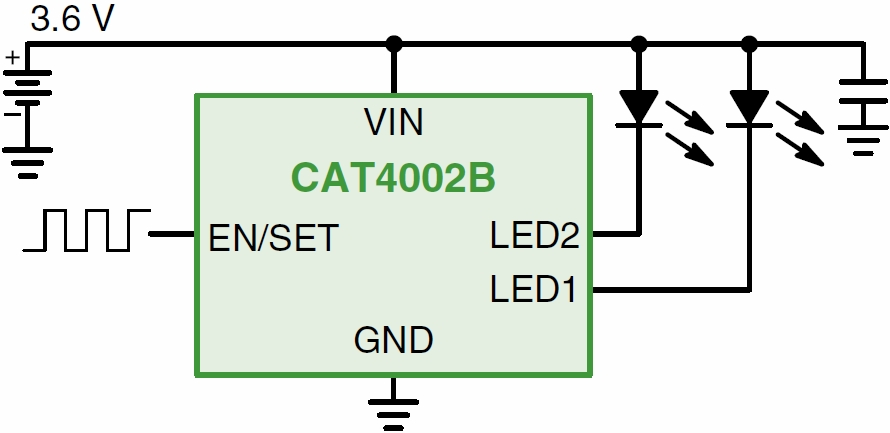 3.6 V
+
−
VIN
CAT4002B
EN/SET
LED2
LED1
GND